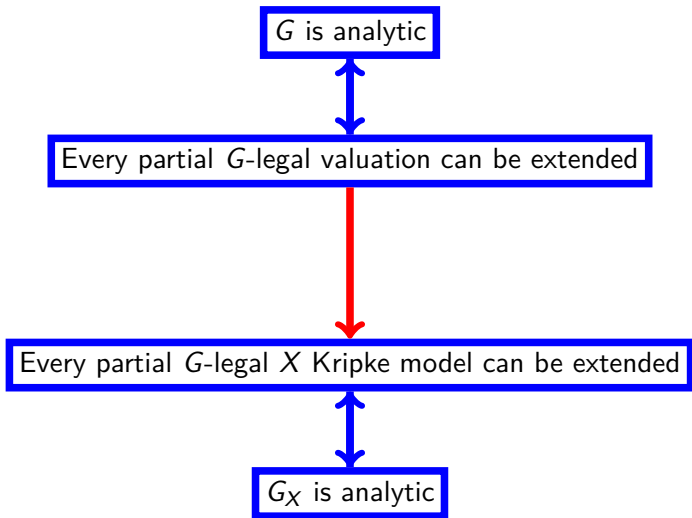 G is analytic
Every partial G-legal valuation can be extended
Every partial G-legal X Kripke model can be extended
G_X is analytic